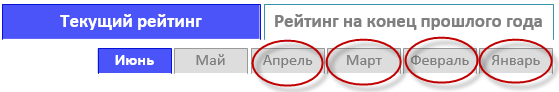 Текущий рейтинг Рейтинг на конец прошлого года
Июнь Май Апрель Март Февраль Январь